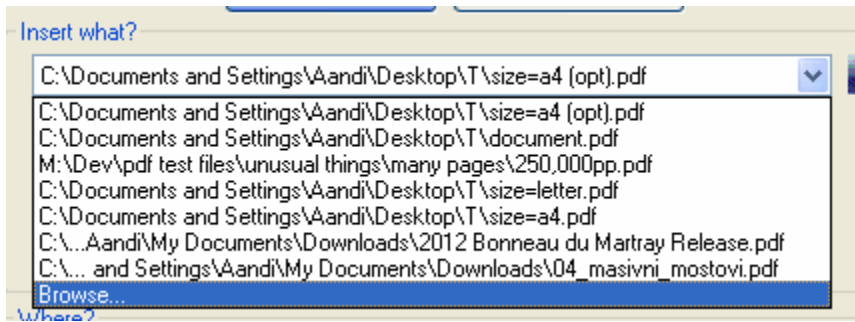 Insert what?
C:\Documents and Settings\Aandi\Desktop\T\size=a4 (opt).pdf
C:\Documents and Settings\Aandi\Desktop\T\size=a4 (opt).pdf
C:\Documents and Settings\Aandi\Desktop\T\document.pdf
M:\Dev\pdf test files\unusual things\many pages\250,000pp.pdf
C:\Documents and Settings\Aandi\Desktop\T\size=letter.pdf
C:\Documents and Settings\Aandi\Desktop\T\size=a4.pdf
C:\...Aandi\My Documents\Downloads\2012 Bonneau du Martray Release.pdf
C:\... and Settings\Aandi\My Documents\Downloads\04_masivni_mostovi.pdf
Browse...
Where?